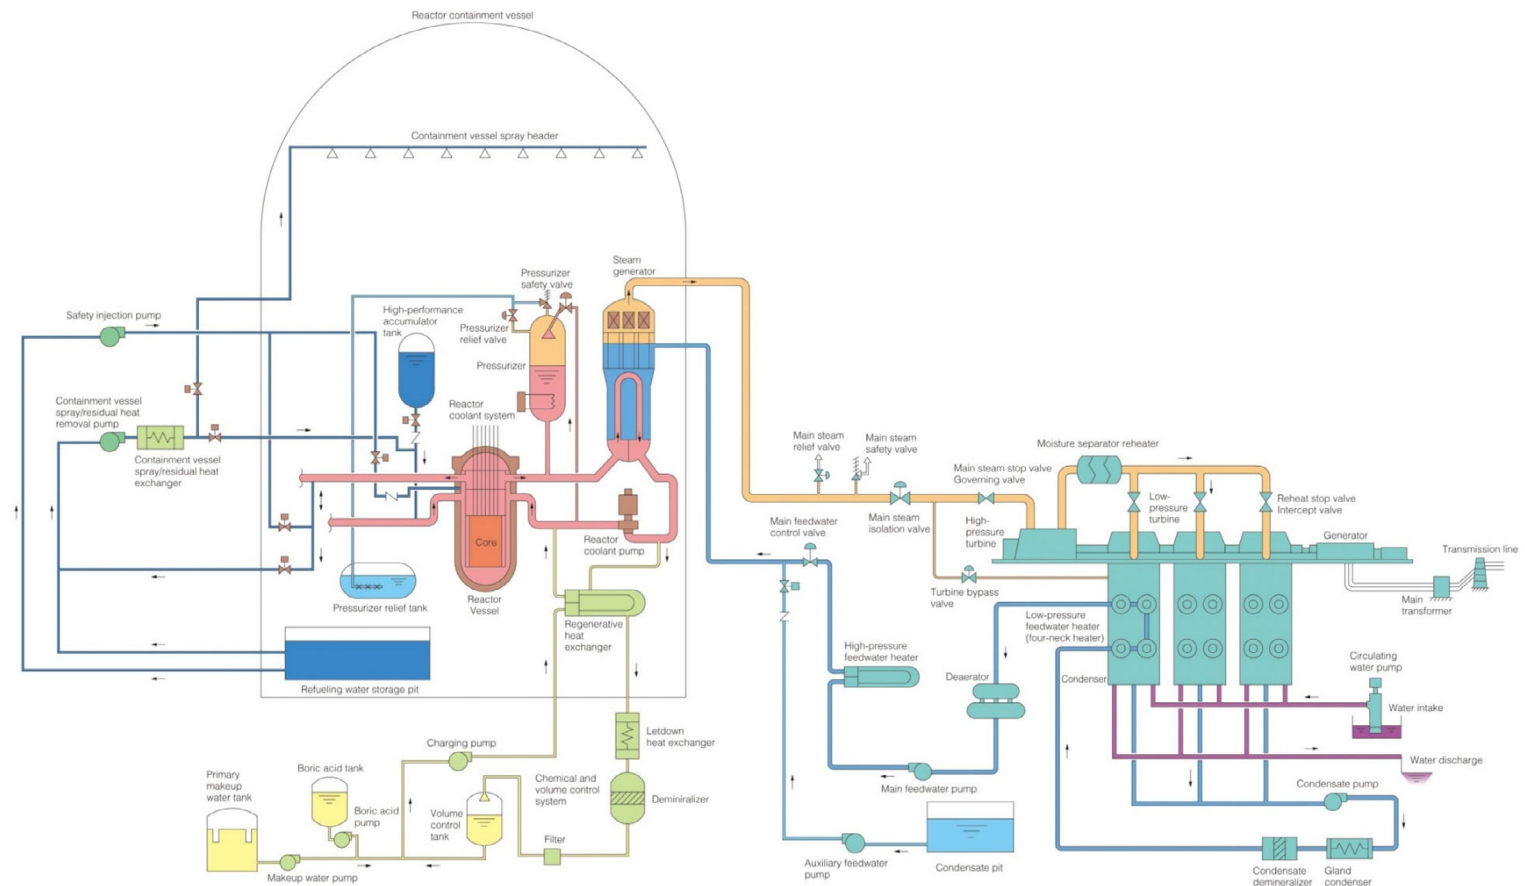 Reactor containment vessel
Containment vessel spray header
Steam
generator
Pressurizer
safety valve
High-performance
accumulator
tank
Safety injection pump
Pressurizer
relief valve
Pressurizer
Containment vessel
spray/residual heat
removal pump
Reactor
coolant system
Containment vessel
spray/residual heat
exchanger
Main steam
relief valve
Main steam
safety valve
Moisture separator reheater
Main steam stop valve
Governing valve
Low-
pressure
turbine
Reheat stop valve
Intercept valve
Main steam
isolation valve
Main feedwater
control valve
High-
pressure
turbine
Generator
Transmission line
Core
Reactor
coolant pump
Reactor
Vessel
Pressurizer relief tank
Turbine bypass
valve
Main
transformer
Regenerative
heat
exchanger
Low-pressure
feedwater heater
(four-neck heater)
High-pressure
feedwater heater
Circulating
water pump
Deaerator
Condenser
Refueling water storage pit
Water intake
Letdown
heat exchanger
Charging pump
Water discharge
Primary
makeup
water tank
Boric acid tank
Chemical and
volume control
system
Main feedwater pump
Condensate pump
Boric acid
pump
Volume
control
tank
Deminiralizer
Filter
Auxiliary feedwater
pump
Condensate pit
Makeup water pump
Condensate
demineralizer
Gland
condenser